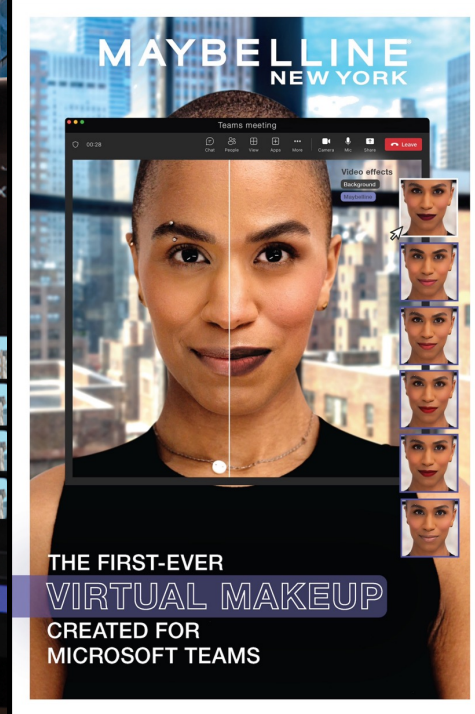 MAYBELLINE
NEW YORK
Teams meeting
00:28
Chat People View Apps More Camera Mic Share Leave
Video effects
Background
Maybelline
THE FIRST-EVER
VIRTUAL MAKEUP
CREATED FOR
MICROSOFT TEAMS